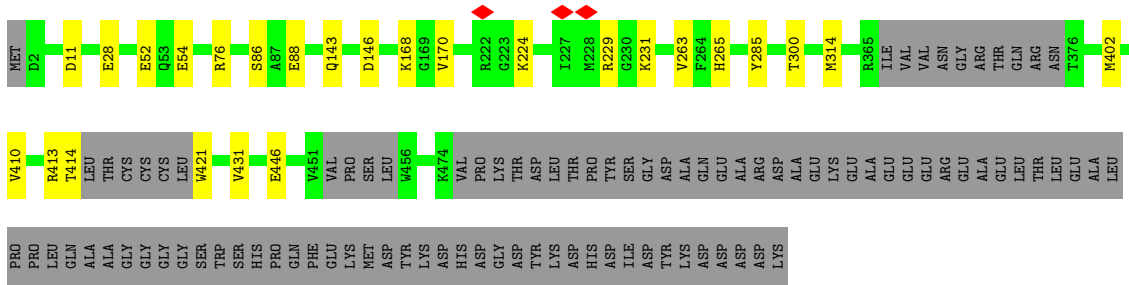 MET D2 D11 E28 E52 Q53 E54 R76 S86 A87 E88 Q143 D146 K168 G169 V170 R222 G223 K224 I227 M228 R229 G230 K231 V263 F264 H265 Y285 T300 M314 R365 ILE VAL VAL ASN GLY ARG THR GLN ARG ASN T376 M402
V410 R413 T414 LEU THR CYS CYS CYS LEU W421 V431 E446 V451 VAL PRO SER LEU W456 K474 VAL PRO LYS THR ASP LEU THR PRO TYR SER GLY ASP ALA GLN GLU ALA ARG ASP ALA GLU LYS GLU ALA GLU GLU GLU ARG GLU ALA GLU LEU THR LEU GLU ALA LEU
PRO PRO LEU GLN ALA ALA GLY GLY GLY GLY SER TRP SER HIS PRO GLN PHE GLU LYS MET ASP TYR LYS ASP HIS ASP GLY ASP TYR LYS ASP HIS ASP ILE ASP TYR LYS ASP ASP ASP ASP LYS